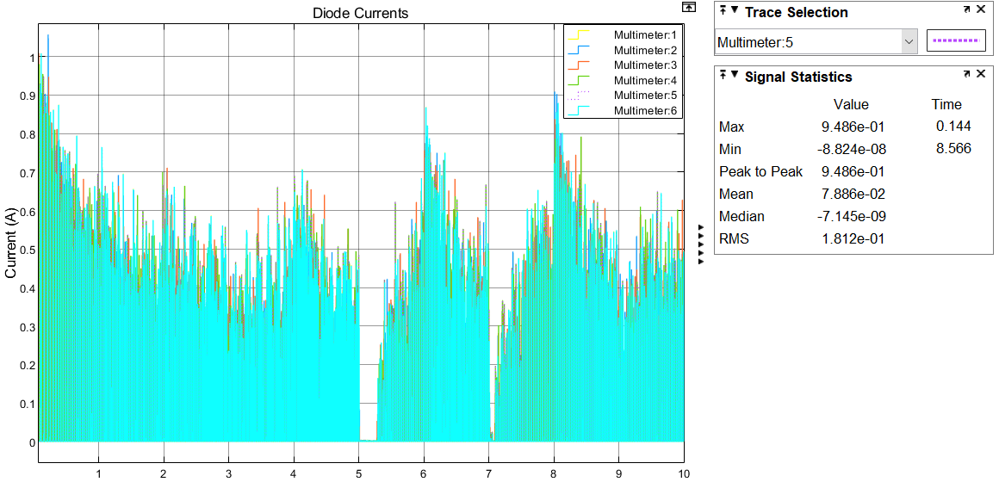 Diode Currents
Current (A)
1
0.9
0.8
0.7
0.6
0.5
0.4
0.3
0.2
0.1
0
1
2
3
4
5
6
7
8
9
10
Multimeter:1
Multimeter:2
Multimeter:3
Multimeter:4
Multimeter:5
Multimeter:6
Trace Selection
Multimeter:5
Signal Statistics
Value Time
Max 9.486e-01 0.144
Min -8.824e-08 8.566
Peak to Peak 9.486e-01
Mean 7.886e-02
Median -7.145e-09
RMS 1.812e-01